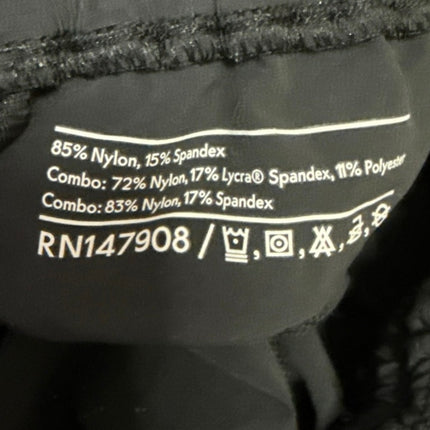 85% Nylon, 15% Spandex
Combo: 72% Nylon, 17% Lycra® Spandex, 11% Polyester
Combo: 83% Nylon, 17% Spandex
RN147908 /